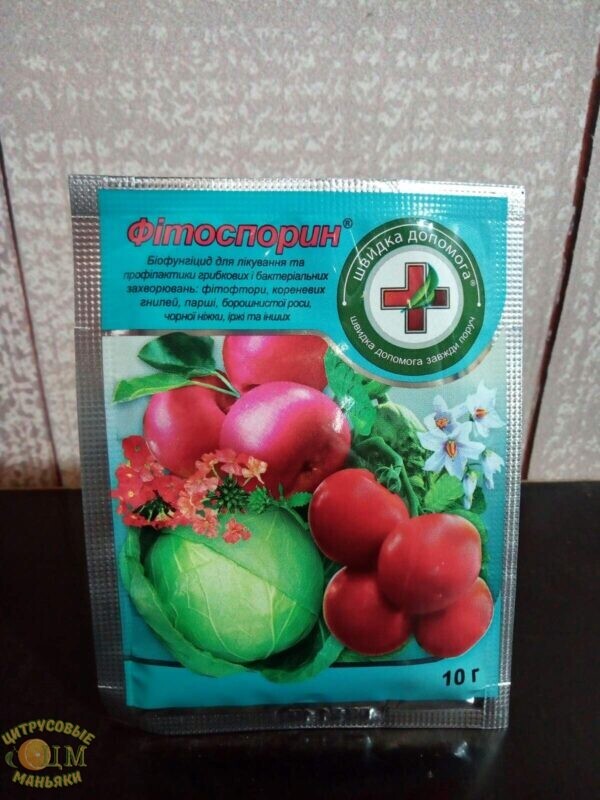 Фітоспорин®
Біофунгіцид для лікування та
профілактики грибкових і бактеріальних
захворювань: фітофтори, кореневих
гнилей, парші, борошнистої роси,
чорної ніжки, іржі та інших
ШВИДКА ДОПОМОГА®
швидка допомога завжди поруч
10 г
ЦИТРУСОВЫЕ
ЦМ
МАНЬЯКИ